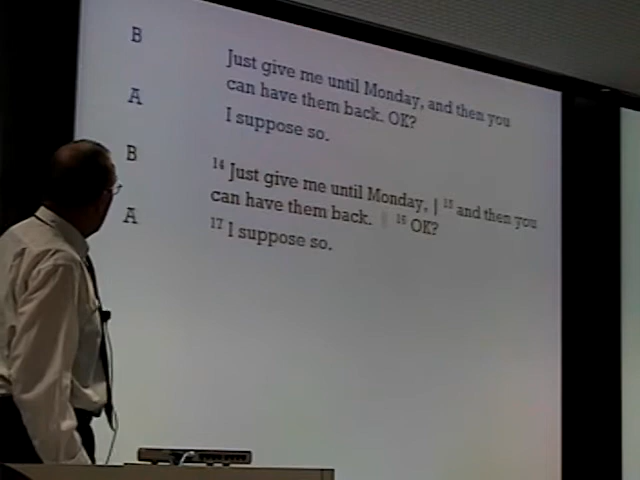 B Just give me until Monday, and then you
can have them back. OK?
A I suppose so.
B 14 Just give me until Monday, | 15 and then you
can have them back. | 16 OK?
A 17 I suppose so.